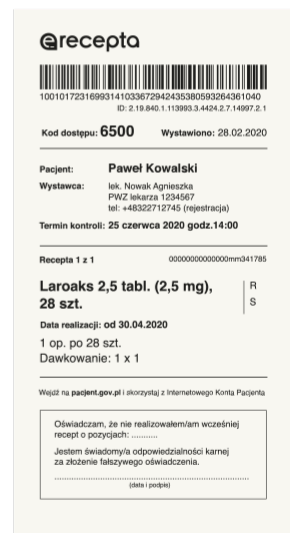 erecepta
10010172316993141033672942435380593264361040
ID: 2.19.840.1.113993.3.4424.2.7.14997.2.1
Kod dostępu: 6500 Wystawiono: 28.02.2020
Pacjent: Paweł Kowalski
Wystawca: lek. Nowak Agnieszka
PWZ lekarza 1234567
tel: +48322712745 (rejestracja)
Termin kontroli: 25 czerwca 2020 godz.14:00
Recepta 1 z 1 00000000000000mm341785
Laroaks 2,5 tabl. (2,5 mg), R
28 szt. S
Data realizacji: od 30.04.2020
1 op. po 28 szt.
Dawkowanie: 1 x 1
Wejdź na pacjent.gov.pl i skorzystaj z Internetowego Konta Pacjenta
Oświadczam, że nie realizowałem/am wcześniej
recept o pozycjach: ...........
Jestem świadomy/a odpowiedzialności karnej
za złożenie fałszywego oświadczenia.
(data i podpis)